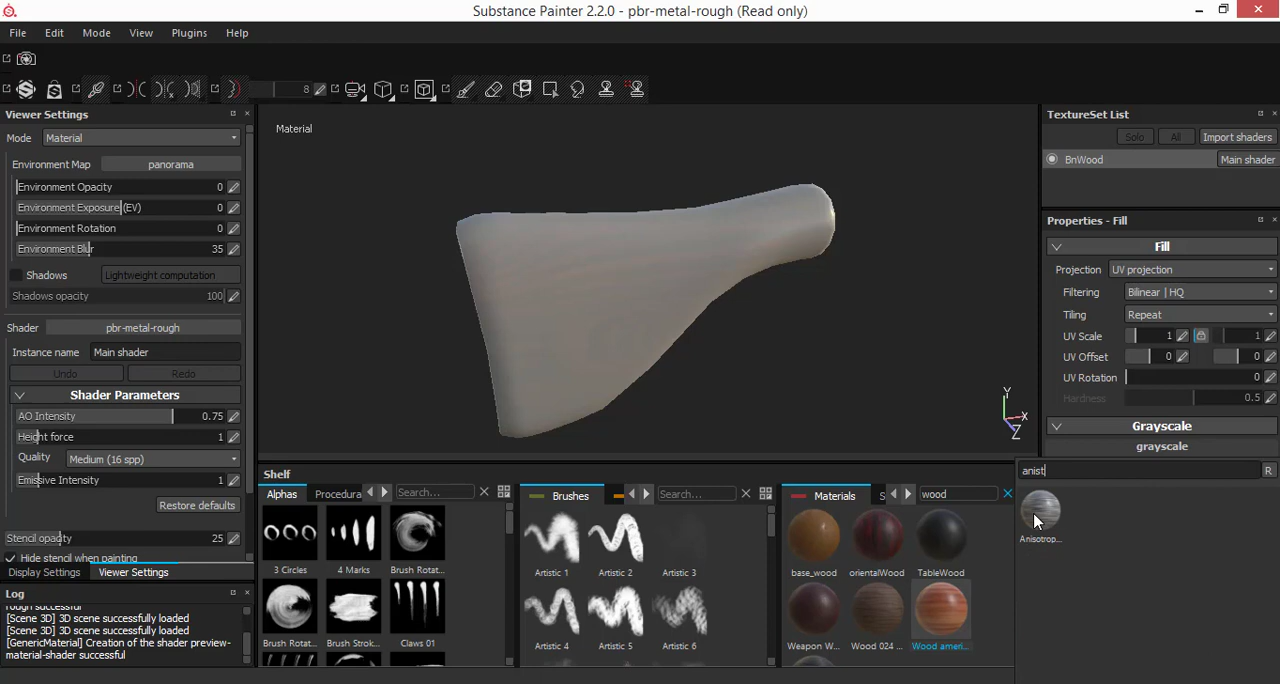 Substance Painter 2.2.0 - pbr-metal-rough (Read only)
File Edit Mode View Plugins Help
8
Viewer Settings
Mode Material
Environment Map panorama
Environment Opacity 0
Environment Exposure (EV) 0
Environment Rotation 0
Environment Blur 35
Shadows Lightweight computation
Shadows opacity 100
Shader pbr-metal-rough
Instance name Main shader
Undo Redo
Shader Parameters
AO Intensity 0.75
Height force 1
Quality Medium (16 spp)
Emissive Intensity 1
Restore defaults
Stencil opacity 25
Hide stencil when painting
Display Settings Viewer Settings
Log
rough successful
[Scene 3D] 3D scene successfully loaded
[Scene 3D] 3D scene successfully loaded
[GenericMaterial] Creation of the shader preview-
material-shader successful
Material
Y
X
Z
Shelf
Alphas Procedura Search...
3 Circles 4 Marks Brush Rotat...
Brush Rotat... Brush Strok... Claws 01
Brushes Search...
Artistic 1 Artistic 2 Artistic 3
Artistic 4 Artistic 5 Artistic 6
Materials S wood
base_wood orientalWood TableWood
Weapon W... Wood 024 ... Wood ameri...
TextureSet List
Solo All Import shaders
BnWood Main shader
Properties - Fill
Fill
Projection UV projection
Filtering Bilinear | HQ
Tiling Repeat
UV Scale 1 1
UV Offset 0 0
UV Rotation 0
Hardness 0.5
Grayscale
grayscale
anist R
Anisotrop...